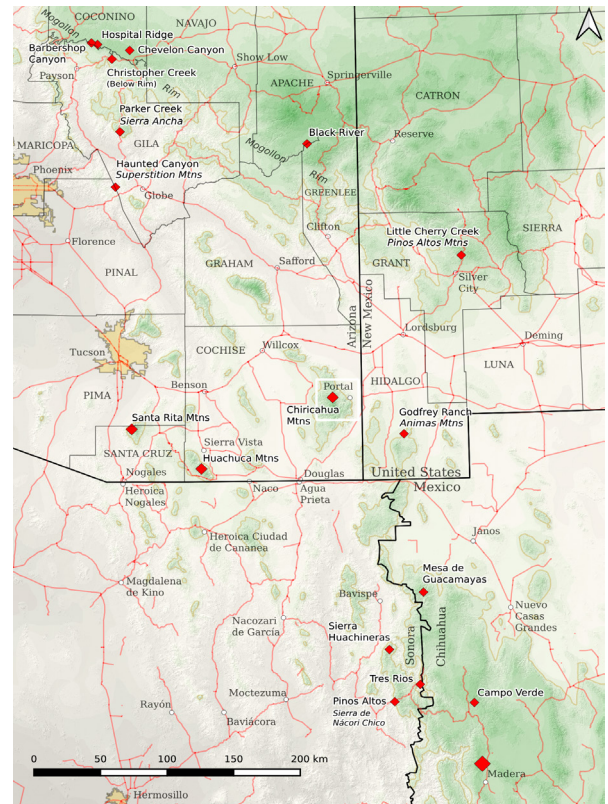 COCONINO
NAVAJO
Mogollon
Hospital Ridge
Barbershop
Canyon
Chevelon Canyon
Show Low
Christopher Creek
(Below Rim)
Payson
Rim
APACHE
Springerville
CATRON
Parker Creek
Sierra Ancha
MARICOPA
GILA
Black River
Reserve
Mogollon
Rim
Phoenix
Haunted Canyon
Superstition Mtns
Globe
GREENLEE
SIERRA
Florence
Clifton
Little Cherry Creek
Pinos Altos Mtns
PINAL
GRAHAM
Safford
GRANT
Silver
City
Arizona
New Mexico
Lordsburg
Deming
Tucson
COCHISE
Willcox
LUNA
PIMA
Benson
Portal
HIDALGO
Chiricahua
Mtns
Santa Rita Mtns
Godfrey Ranch
Animas Mtns
Sierra Vista
SANTA CRUZ
Huachuca Mtns
Nogales
Douglas
United States
Mexico
Heroica
Nogales
Naco
Agua
Prieta
Heroica Ciudad
de Cananea
Janos
Magdalena
de Kino
Mesa de
Guacamayas
Bavispe
Nuevo
Casas
Grandes
Nacozari
de García
Sierra
Huachineras
Sonora
Chihuahua
Tres Rios
Moctezuma
Pinos Altos
Sierra de
Nácori Chico
Campo Verde
Rayón
Baviácora
0 50 100 150 200 km
Madera
Hermosillo